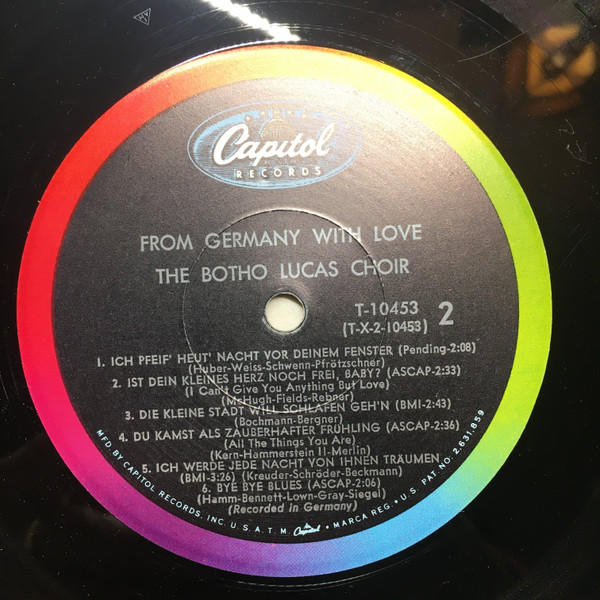 Capitol
RECORDS
FROM GERMANY WITH LOVE
THE BOTHO LUCAS CHOIR
T-10453
(T-X-2-10453) 2
1. ICH PFEIF' HEUT' NACHT VOR DEINEM FENSTER (Pending-2:08)
(Huber-Weiss-Schwenn-Pfrötzschner)
2. IST DEIN KLEINES HERZ NOCH FREI, BABY? (ASCAP-2:33)
(I Can't Give You Anything But Love)
(McHugh-Fields-Rebner)
3. DIE KLEINE STADT WILL SCHLAFEN GEH'N (BMI-2:43)
(Bochmann-Bergner)
4. DU KAMST ALS ZAUBERHAFTER FRÜHLING (ASCAP-2:36)
(All The Things You Are)
(Kern-Hammerstein II-Merlin)
5. ICH WERDE JEDE NACHT VON IHNEN TRÄUMEN
(BMI-3:26) (Kreuder-Schröder-Beckmann)
6. BYE BYE BLUES (ASCAP-2:06)
(Hamm-Bennett-Lown-Gray-Siegel)
(Recorded in Germany)
MFD. BY CAPITOL RECORDS, INC. U.S.A. T.M. Capitol • MARCA REG. • U.S. PAT. NO. 2,631,859